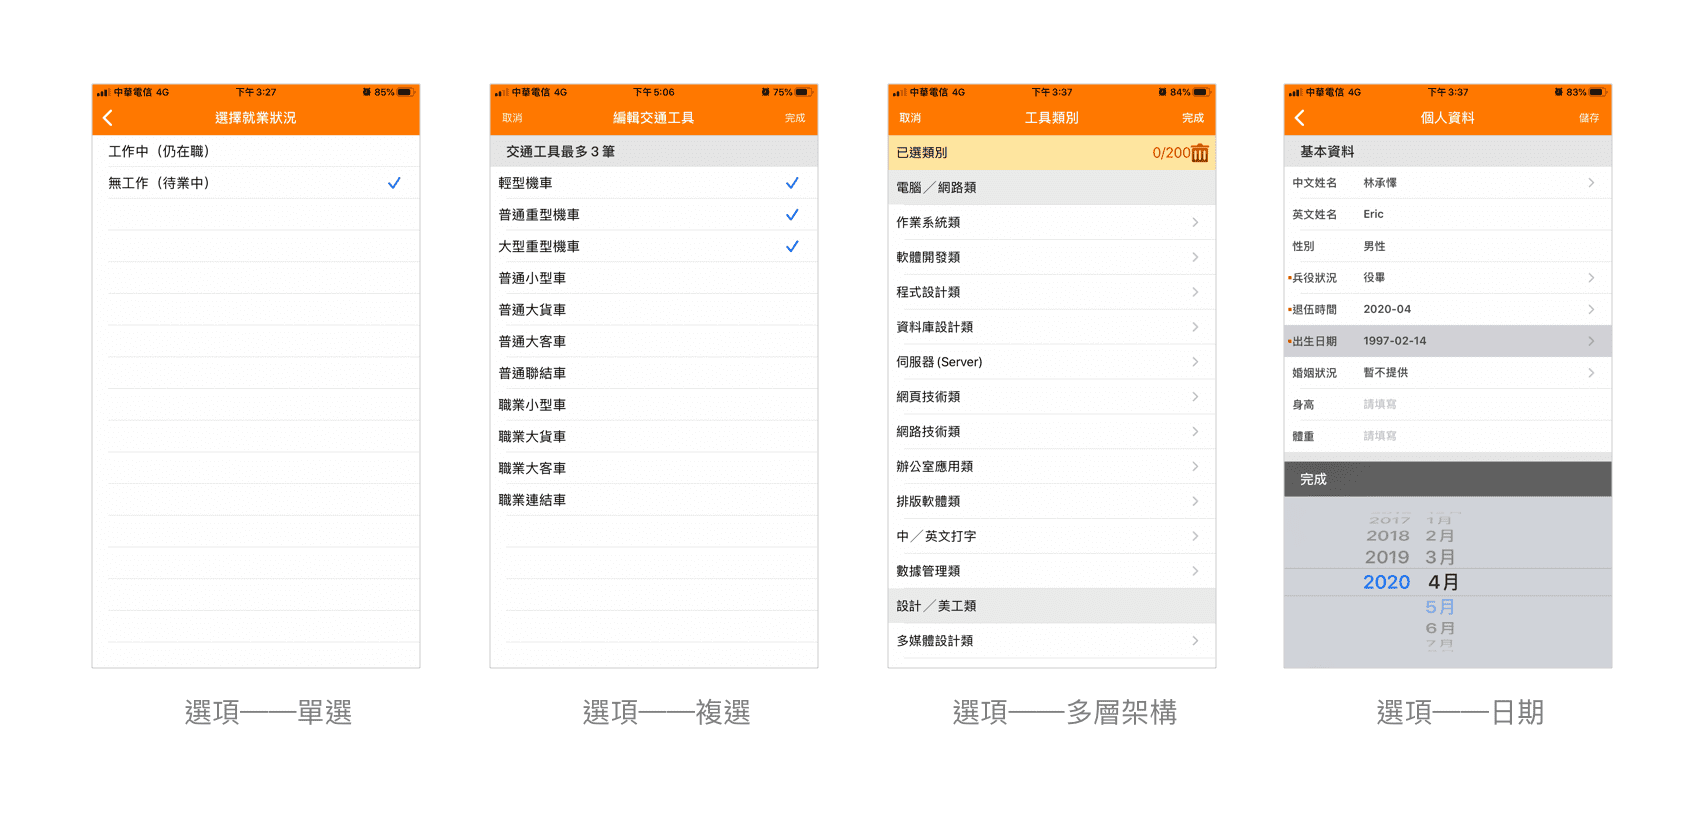 中華電信 4G 下午3:27 85%
選擇就業狀況
工作中（仍在職）
無工作（待業中）
選項——單選
中華電信 4G 下午5:06 75%
取消 編輯交通工具 完成
交通工具最多 3 筆
輕型機車
普通重型機車
大型重型機車
普通小型車
普通大貨車
普通大客車
普通聯結車
職業小型車
職業大貨車
職業大客車
職業連結車
選項——複選
中華電信 4G 下午3:37 84%
取消 工具類別 完成
已選類別 0/200
電腦／網路類
作業系統類
軟體開發類
程式設計類
資料庫設計類
伺服器 (Server)
網頁技術類
網路技術類
辦公室應用類
排版軟體類
中／英文打字
數據管理類
設計／美工類
多媒體設計類
選項——多層架構
中華電信 4G 下午3:37 83%
個人資料 儲存
基本資料
中文姓名 林承懌
英文姓名 Eric
性別 男性
兵役狀況 役畢
退伍時間 2020-04
出生日期 1997-02-14
婚姻狀況 暫不提供
身高 請填寫
體重 請填寫
完成
2017 1月
2018 2月
2019 3月
2020 4月
5月
6月
7月
選項——日期